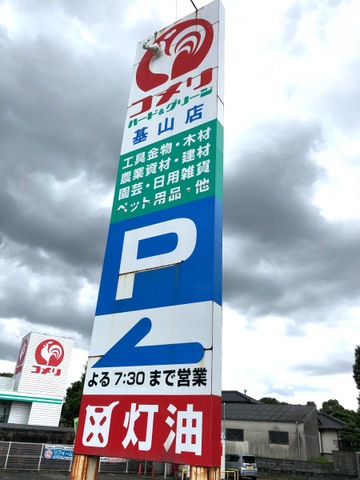 コメリ
ハード&グリーン
基山店
工具金物・木材
農業資材・建材
園芸・日用雑貨
ペット用品。他
P
よる7:30まで営業
灯油
コメリ